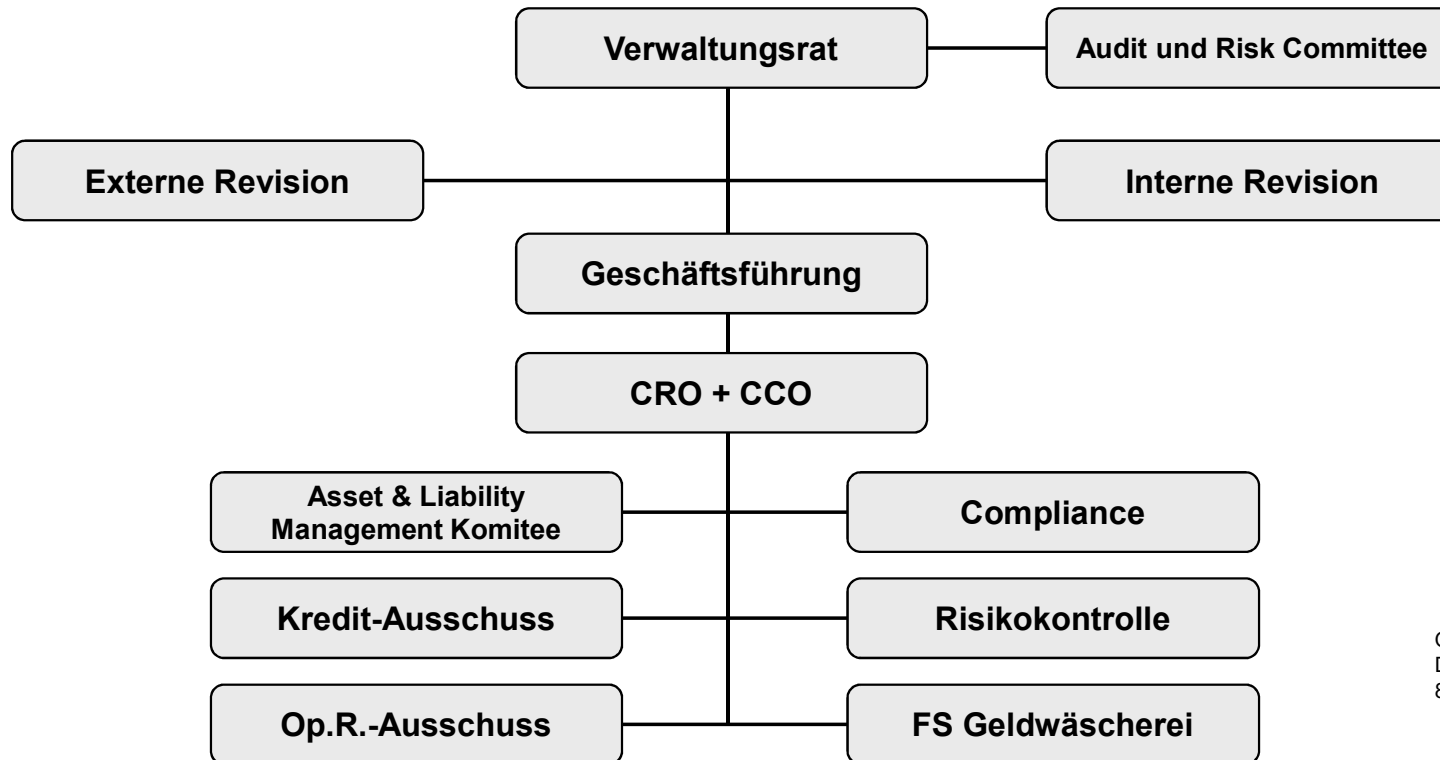 Verwaltungsrat
Audit und Risk Committee
Externe Revision
Interne Revision
Geschäftsführung
CRO + CCO
Asset & Liability
Management Komitee
Compliance
Kredit-Ausschuss
Risikokontrolle
Op.R.-Ausschuss
FS Geldwäscherei